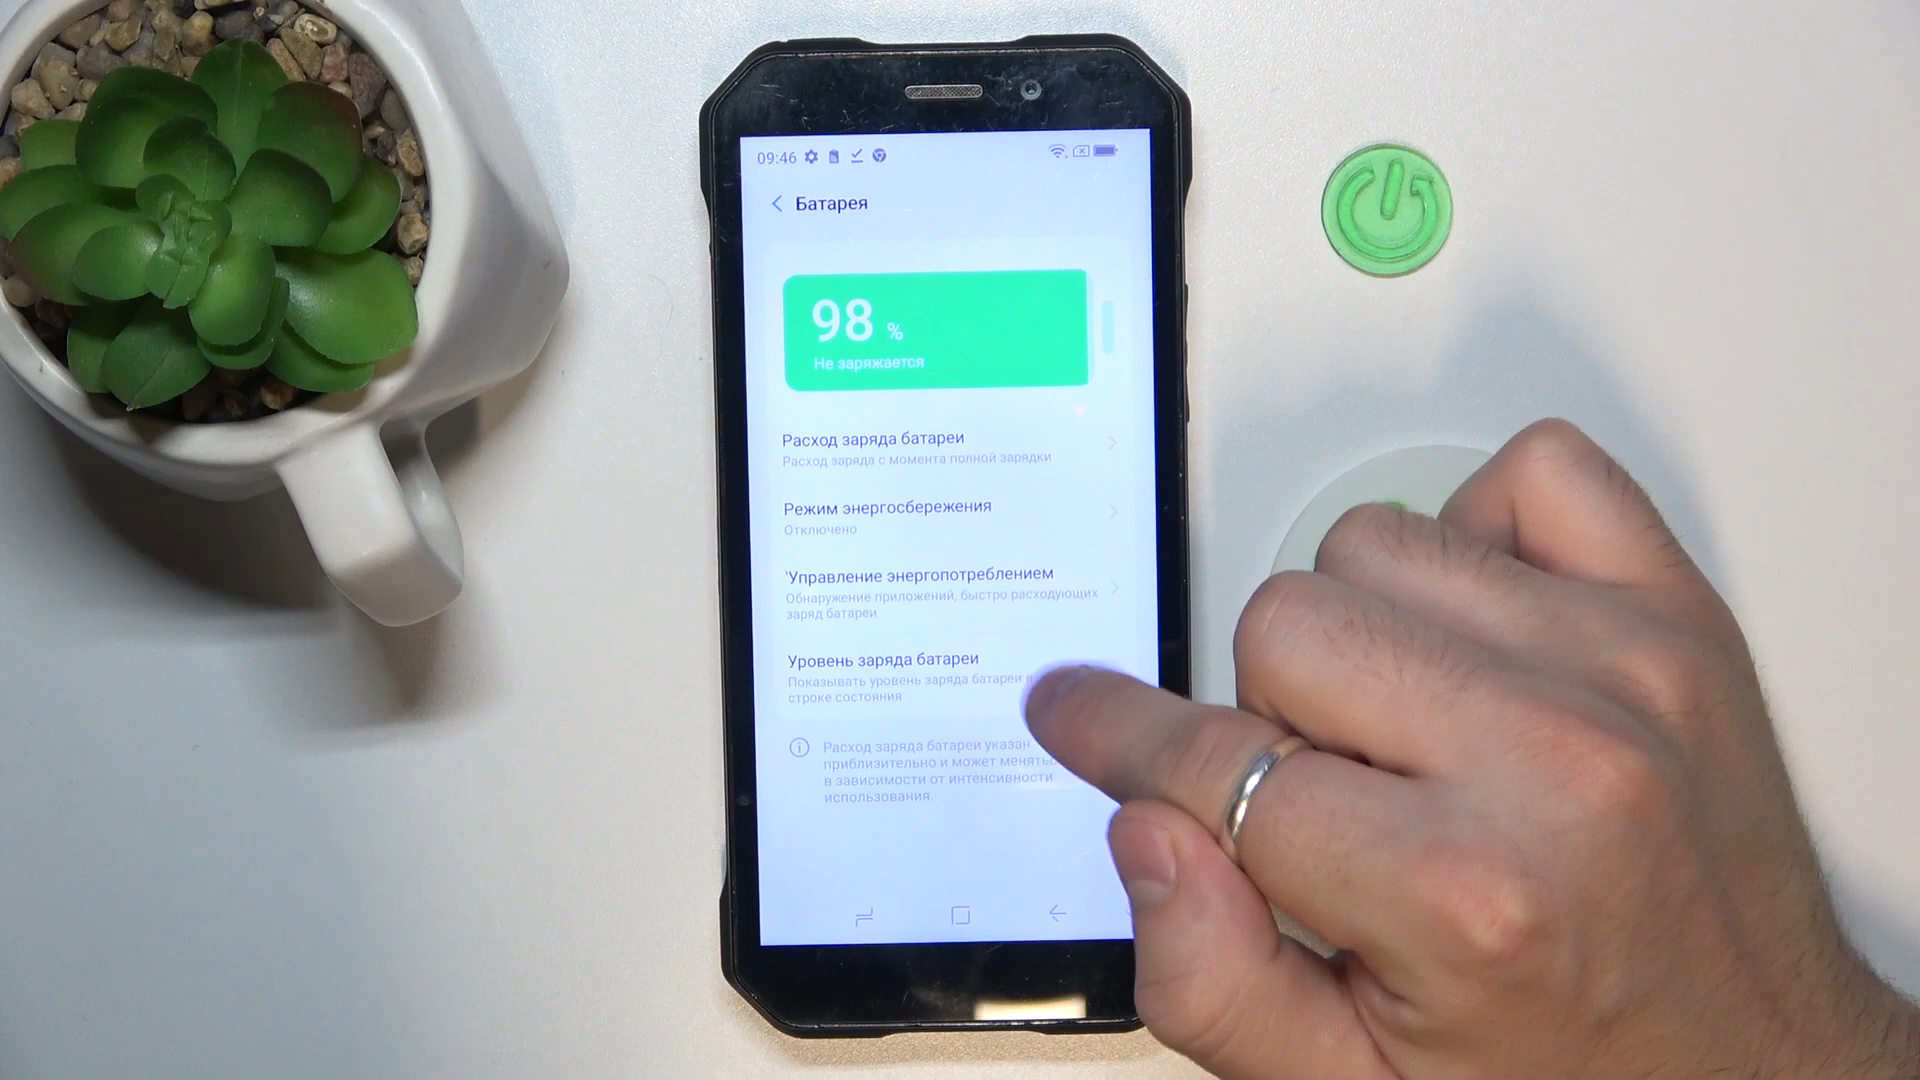 09:46
Батарея
98 %
Не заряжается
Расход заряда батареи
Расход заряда с момента полной зарядки
Режим энергосбережения
Отключено
'Управление энергопотреблением
Обнаружение приложений, быстро расходующих
заряд батареи
Уровень заряда батареи
Показывать уровень заряда батареи в
строке состояния
Расход заряда батареи указан
приблизительно и может меняться
в зависимости от интенсивности
использования.